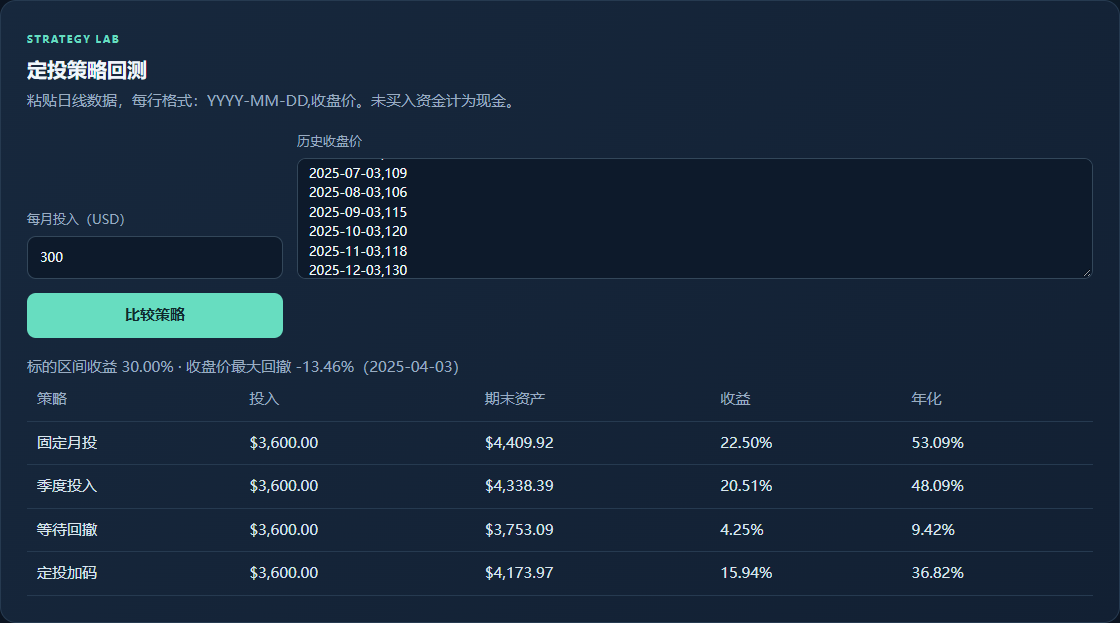 STRATEGY LAB
定投策略回测
粘贴日线数据，每行格式：YYYY-MM-DD,收盘价。未买入资金计为现金。
历史收盘价
2025-07-03,109
2025-08-03,106
2025-09-03,115
2025-10-03,120
2025-11-03,118
2025-12-03,130
每月投入（USD）
300
比较策略
标的区间收益 30.00% · 收盘价最大回撤 -13.46%（2025-04-03）
策略 投入 期末资产 收益 年化
固定月投 $3,600.00 $4,409.92 22.50% 53.09%
季度投入 $3,600.00 $4,338.39 20.51% 48.09%
等待回撤 $3,600.00 $3,753.09 4.25% 9.42%
定投加码 $3,600.00 $4,173.97 15.94% 36.82%